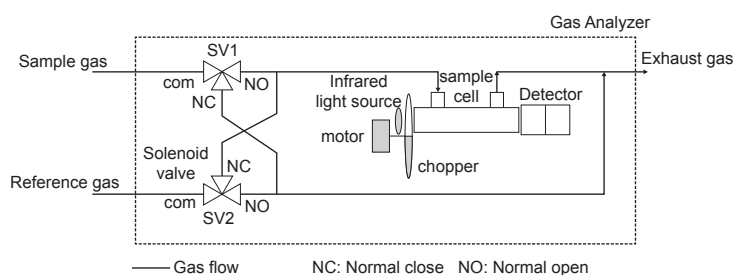 Gas Analyzer
Sample gas
SV1
Exhaust gas
com
NO
NC
Infrared
light source
sample
cell
Detector
motor
Solenoid
valve
NC
chopper
Reference gas
com
NO
SV2
Gas flow
NC: Normal close
NO: Normal open